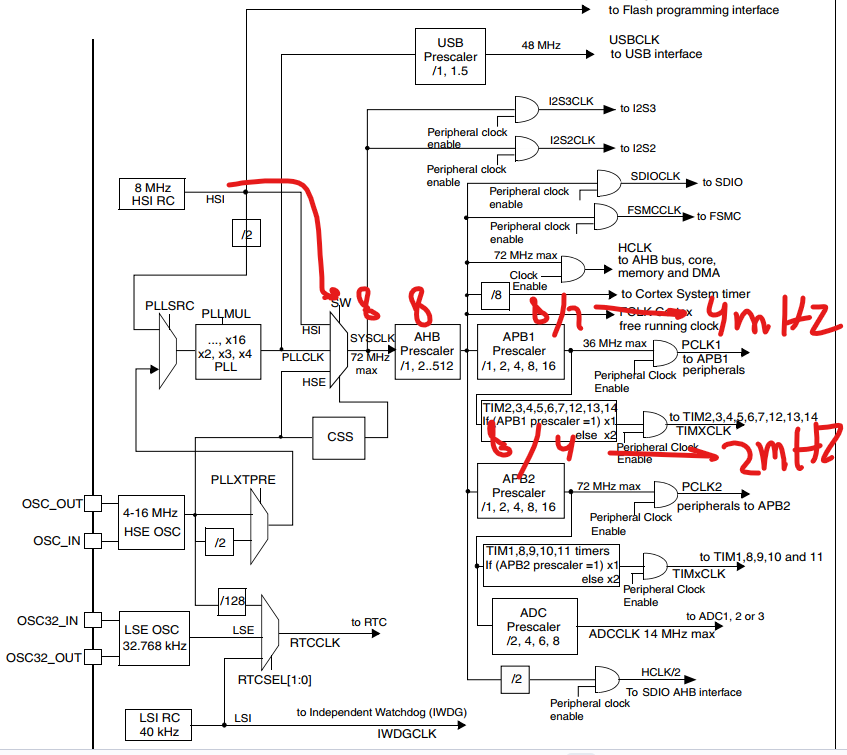 to Flash programming interface
USB
Prescaler
/1, 1.5
48 MHz
USBCLK
to USB interface
I2S3CLK
to I2S3
Peripheral clock
enable
I2S2CLK
to I2S2
Peripheral clock
enable
8 MHz
HSI RC
HSI
SDIOCLK
to SDIO
Peripheral clock
enable
FSMCCLK
to FSMC
Peripheral clock
enable
/2
72 MHz max
Clock
Enable
HCLK
to AHB bus, core,
memory and DMA
/8
to Cortex System timer
FCLK Cortex
free running clock
8
8
8/2
4mHZ
PLLSRC
PLLMUL
..., x16
x2, x3, x4
PLL
SW
HSI
PLLCLK
HSE
SYSCLK
72 MHz
max
AHB
Prescaler
/1, 2..512
APB1
Prescaler
/1, 2, 4, 8, 16
36 MHz max
PCLK1
to APB1
peripherals
Peripheral Clock
Enable
TIM2,3,4,5,6,7,12,13,14
If (APB1 prescaler =1) x1
else x2
to TIM2,3,4,5,6,7,12,13,14
TIMXCLK
Peripheral Clock
Enable
8/4
2mHZ
CSS
APB2
Prescaler
/1, 2, 4, 8, 16
72 MHz max
PCLK2
peripherals to APB2
Peripheral Clock
Enable
PLLXTPRE
OSC_OUT
OSC_IN
4-16 MHz
HSE OSC
/2
TIM1,8,9,10,11 timers
If (APB2 prescaler =1) x1
else x2
to TIM1,8,9,10 and 11
TIMxCLK
Peripheral Clock
Enable
/128
OSC32_IN
OSC32_OUT
LSE OSC
32.768 kHz
LSE
to RTC
RTCCLK
RTCSEL[1:0]
ADC
Prescaler
/2, 4, 6, 8
to ADC1, 2 or 3
ADCCLK 14 MHz max
/2
HCLK/2
To SDIO AHB interface
Peripheral clock
enable
LSI RC
40 kHz
LSI
to Independent Watchdog (IWDG)
IWDGCLK